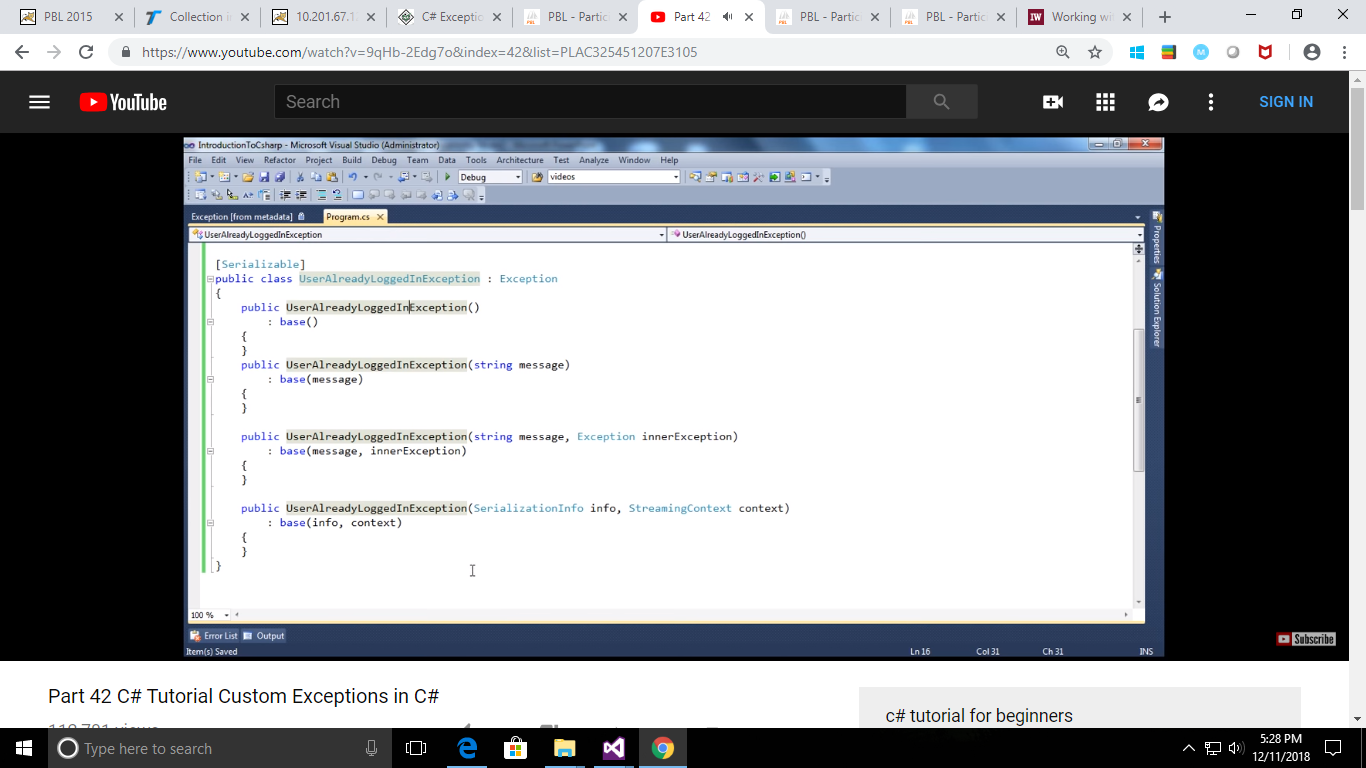 PBL 2015
Collection i
10.201.67.1
C# Exceptio
PBL - Partic
Part 42
PBL - Partic
PBL - Partic
Working wi
https://www.youtube.com/watch?v=9qHb-2Edg7o&index=42&list=PLAC325451207E3105
YouTube
Search
SIGN IN
IntroductionToCsharp - Microsoft Visual Studio (Administrator)
File Edit View Refactor Project Build Debug Team Data Tools Architecture Test Analyze Window Help
Debug videos
Exception [from metadata] Program.cs
UserAlreadyLoggedInException UserAlreadyLoggedInException()
Properties
Solution Explorer
[Serializable]
public class UserAlreadyLoggedInException : Exception
{
public UserAlreadyLoggedInException()
: base()
{
}
public UserAlreadyLoggedInException(string message)
: base(message)
{
}
public UserAlreadyLoggedInException(string message, Exception innerException)
: base(message, innerException)
{
}
public UserAlreadyLoggedInException(SerializationInfo info, StreamingContext context)
: base(info, context)
{
}
}
100 %
Error List Output
Subscribe
Item(s) Saved Ln 16 Col 31 Ch 31 INS
Part 42 C# Tutorial Custom Exceptions in C#
c# tutorial for beginners
Type here to search
5:28 PM
12/11/2018